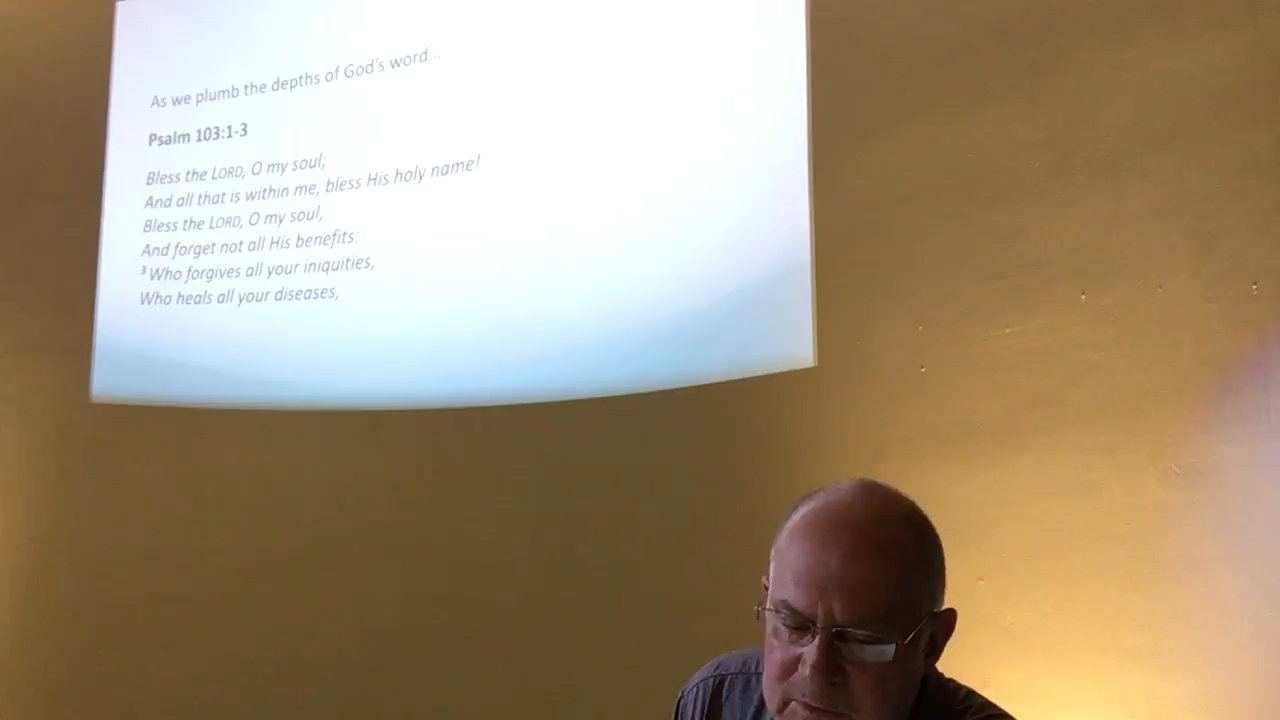 As we plumb the depths of God's word...
Psalm 103:1-3
Bless the LORD, O my soul;
And all that is within me, bless His holy name!
Bless the LORD, O my soul,
And forget not all His benefits:
³ Who forgives all your iniquities,
Who heals all your diseases,